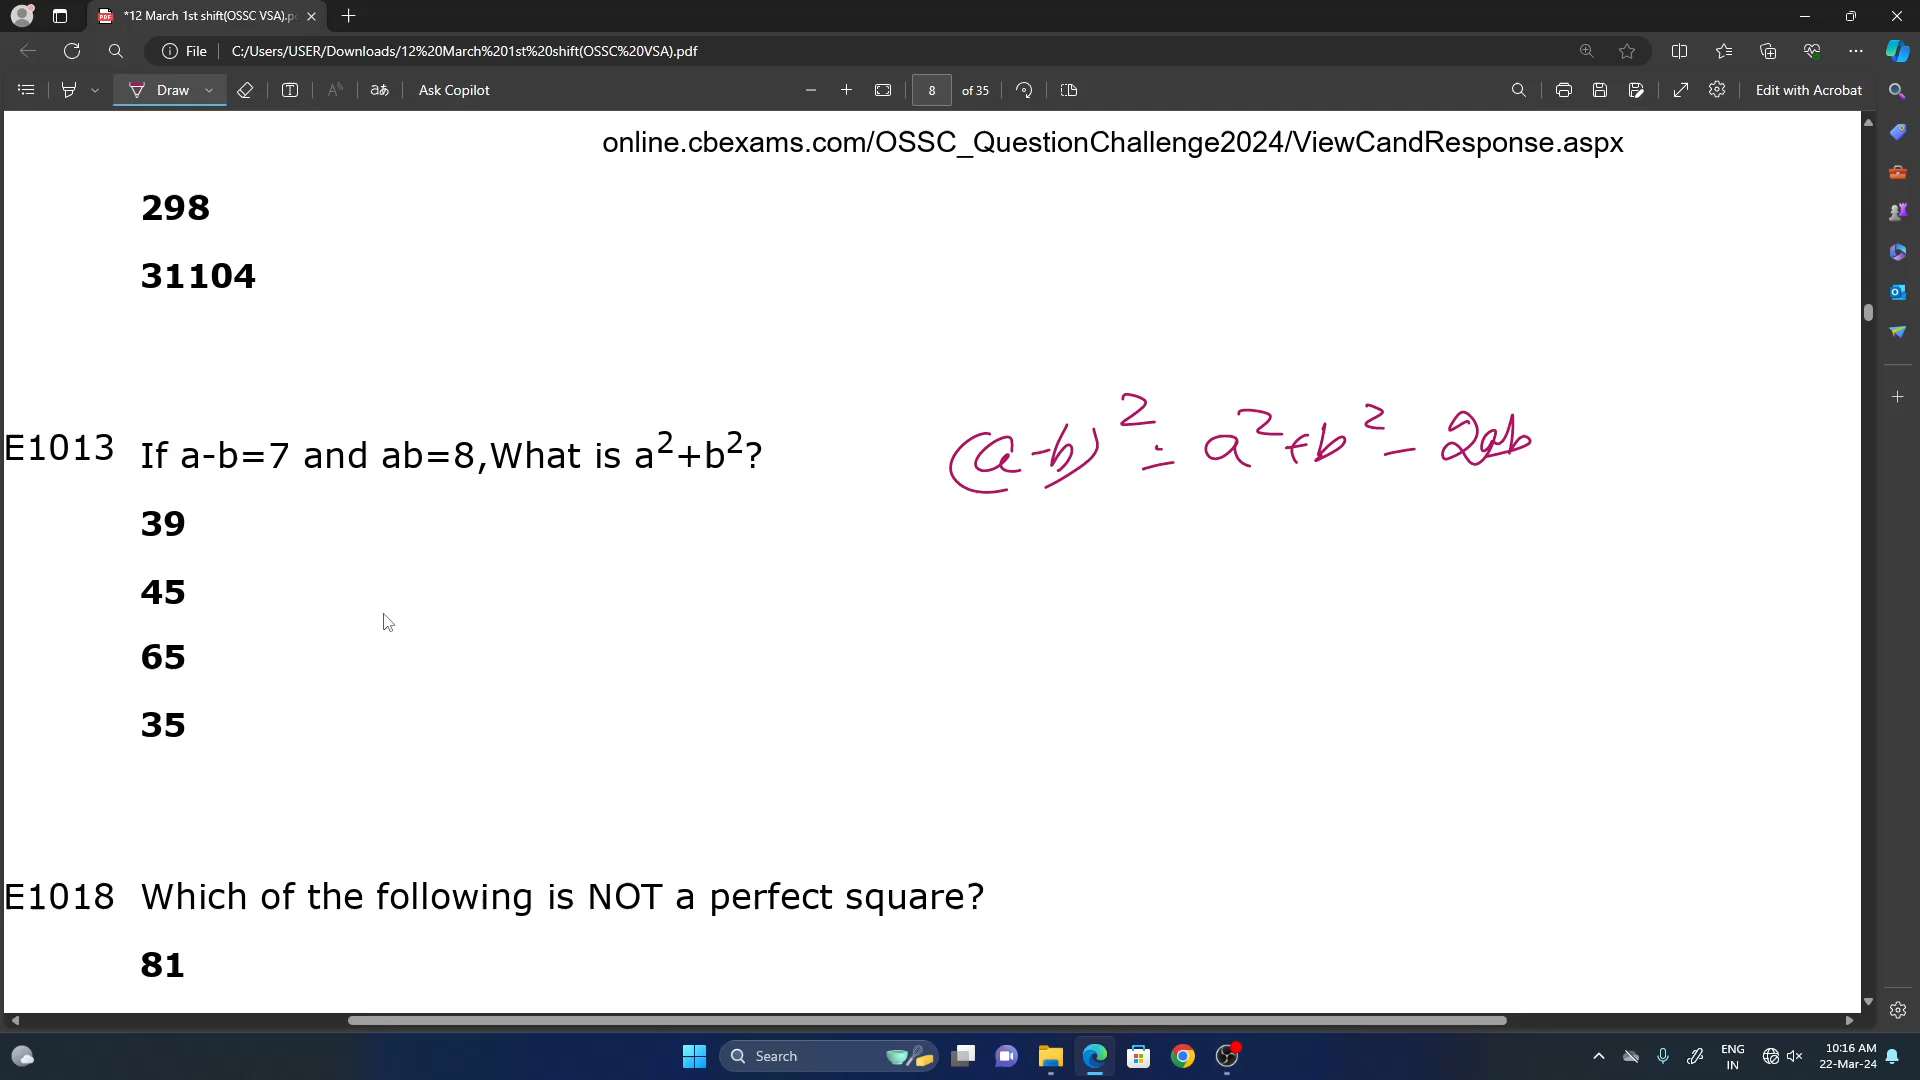 *12 March 1st shift(OSSC VSA).p
File
C:/Users/USER/Downloads/12%20March%201st%20shift(OSSC%20VSA).pdf
Draw
aあ
Ask Copilot
8
of 35
Edit with Acrobat
online.cbexams.com/OSSC_QuestionChallenge2024/ViewCandResponse.aspx
298
31104
E1013 If a-b=7 and ab=8,What is a²+b²?
(a-b)² = a²+b²-2ab
39
45
65
35
E1018 Which of the following is NOT a perfect square?
81
Search
ENG
IN
10:16 AM
22-Mar-24